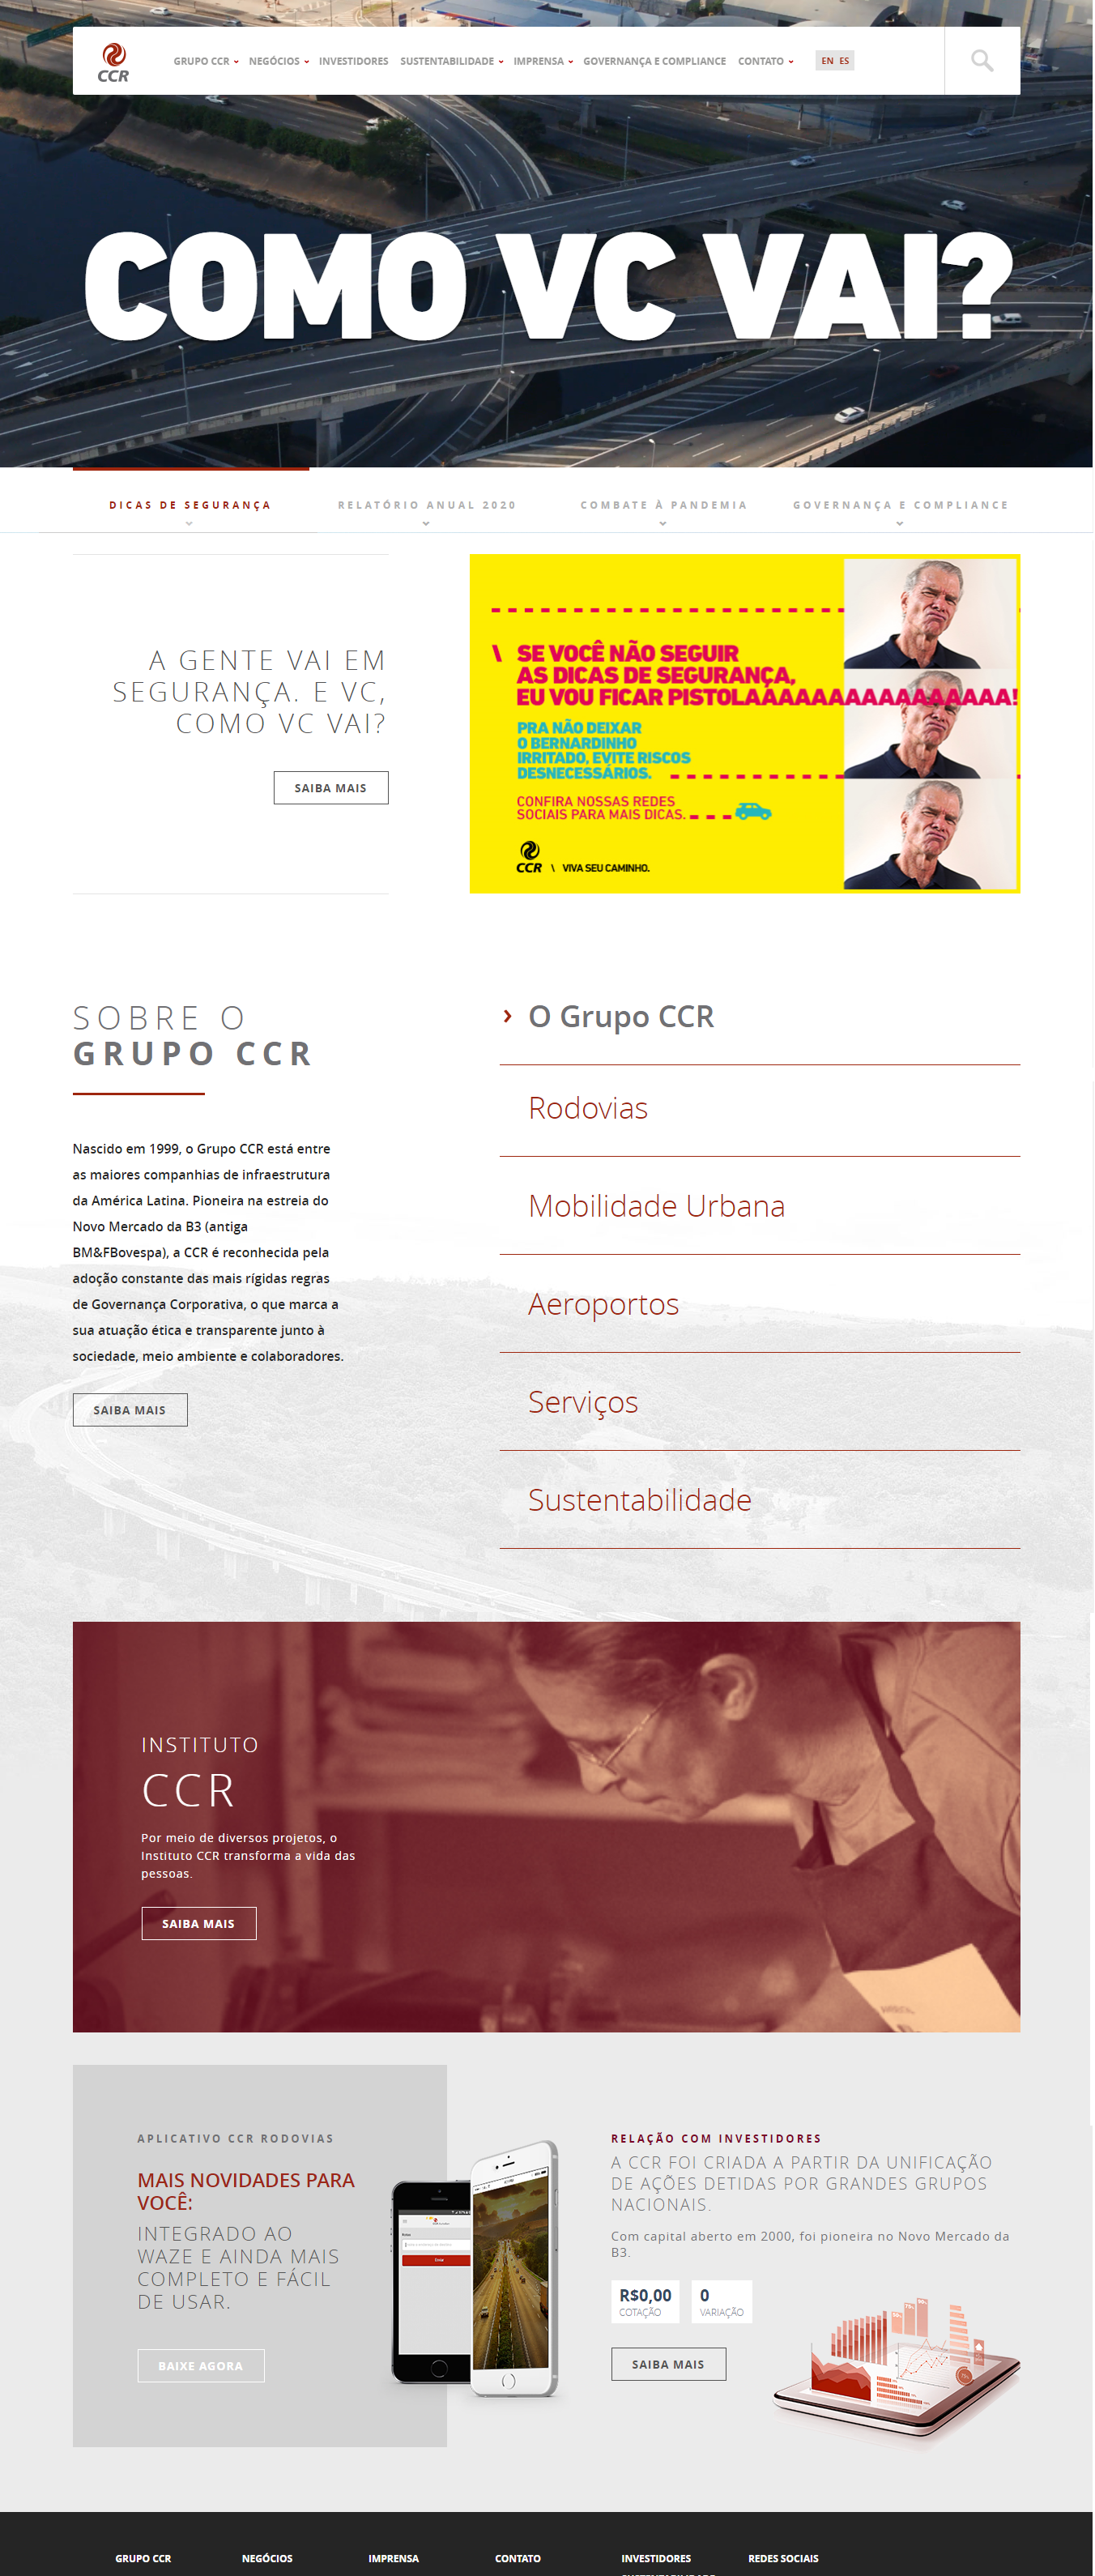 CCR
GRUPO CCR
NEGÓCIOS
INVESTIDORES
SUSTENTABILIDADE
IMPRENSA
GOVERNANÇA E COMPLIANCE
CONTATO
EN ES
COMO VC VAI?
DICAS DE SEGURANÇA
RELATÓRIO ANUAL 2020
COMBATE À PANDEMIA
GOVERNANÇA E COMPLIANCE
A GENTE VAI EM
SEGURANÇA. E VC,
COMO VC VAI?
SAIBA MAIS
\ SE VOCÊ NÃO SEGUIR
AS DICAS DE SEGURANÇA,
EU VOU FICAR PISTOLAAAAAAAAAAAAAAAAA!
PRA NÃO DEIXAR
O BERNARDINHO
IRRITADO, EVITE RISCOS
DESNECESSÁRIOS.
CONFIRA NOSSAS REDES
SOCIAIS PARA MAIS DICAS.
CCR \ VIVA SEU CAMINHO.
SOBRE O
GRUPO CCR
Nascido em 1999, o Grupo CCR está entre
as maiores companhias de infraestrutura
da América Latina. Pioneira na estreia do
Novo Mercado da B3 (antiga
BM&FBovespa), a CCR é reconhecida pela
adoção constante das mais rígidas regras
de Governança Corporativa, o que marca a
sua atuação ética e transparente junto à
sociedade, meio ambiente e colaboradores.
SAIBA MAIS
O Grupo CCR
Rodovias
Mobilidade Urbana
Aeroportos
Serviços
Sustentabilidade
INSTITUTO
CCR
Por meio de diversos projetos, o
Instituto CCR transforma a vida das
pessoas.
SAIBA MAIS
APLICATIVO CCR RODOVIAS
MAIS NOVIDADES PARA
VOCÊ:
INTEGRADO AO
WAZE E AINDA MAIS
COMPLETO E FÁCIL
DE USAR.
BAIXE AGORA
RELAÇÃO COM INVESTIDORES
A CCR FOI CRIADA A PARTIR DA UNIFICAÇÃO
DE AÇÕES DETIDAS POR GRANDES GRUPOS
NACIONAIS.
Com capital aberto em 2000, foi pioneira no Novo Mercado da
B3.
R$0,00
COTAÇÃO
0
VARIAÇÃO
SAIBA MAIS
GRUPO CCR
NEGÓCIOS
IMPRENSA
CONTATO
INVESTIDORES
REDES SOCIAIS